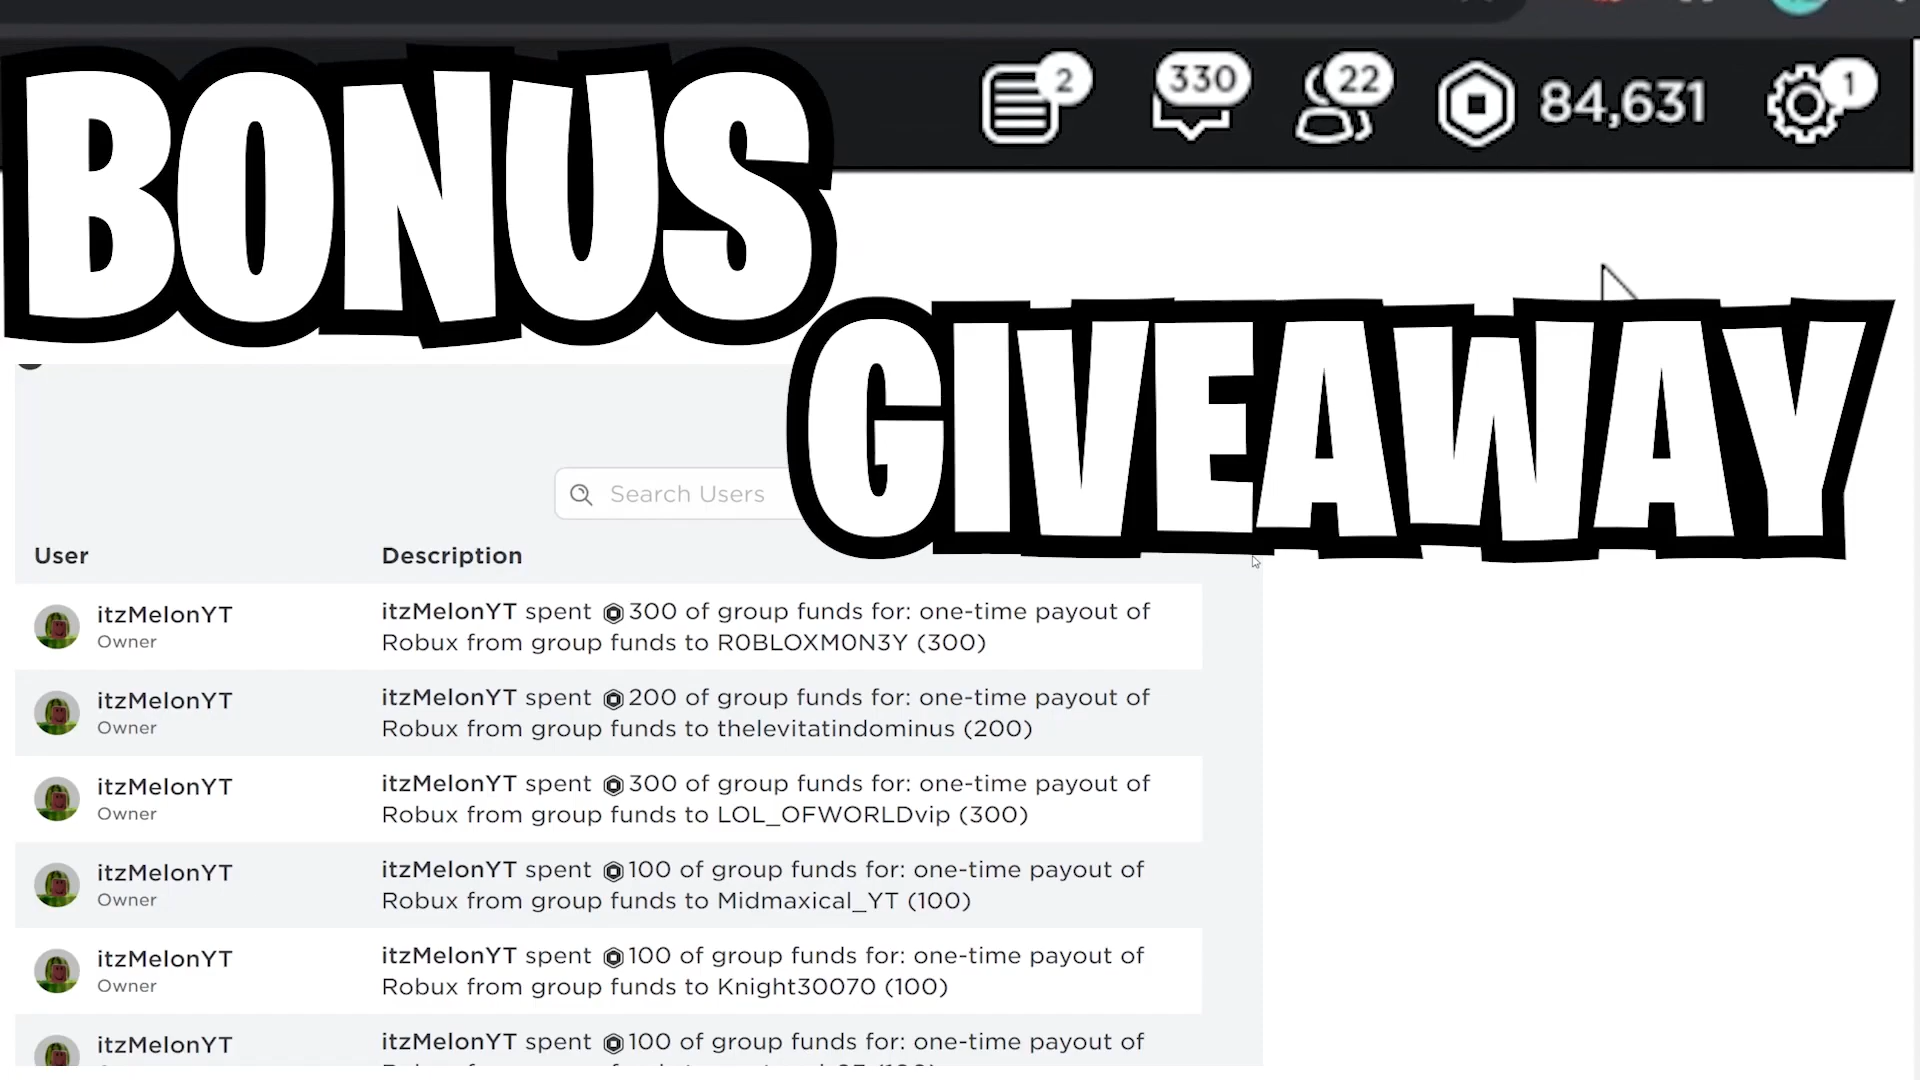 2
330
22
84,631
1
BONUS
GIVEAWAY
Search Users
User Description
itzMelonYT
Owner
itzMelonYT spent 300 of group funds for: one-time payout of
Robux from group funds to R0BLOXM0N3Y (300)
itzMelonYT
Owner
itzMelonYT spent 200 of group funds for: one-time payout of
Robux from group funds to thelevitatindominus (200)
itzMelonYT
Owner
itzMelonYT spent 300 of group funds for: one-time payout of
Robux from group funds to LOL_OFWORLDvip (300)
itzMelonYT
Owner
itzMelonYT spent 100 of group funds for: one-time payout of
Robux from group funds to Midmaxical_YT (100)
itzMelonYT
Owner
itzMelonYT spent 100 of group funds for: one-time payout of
Robux from group funds to Knight30070 (100)
itzMelonYT
itzMelonYT spent 100 of group funds for: one-time payout of